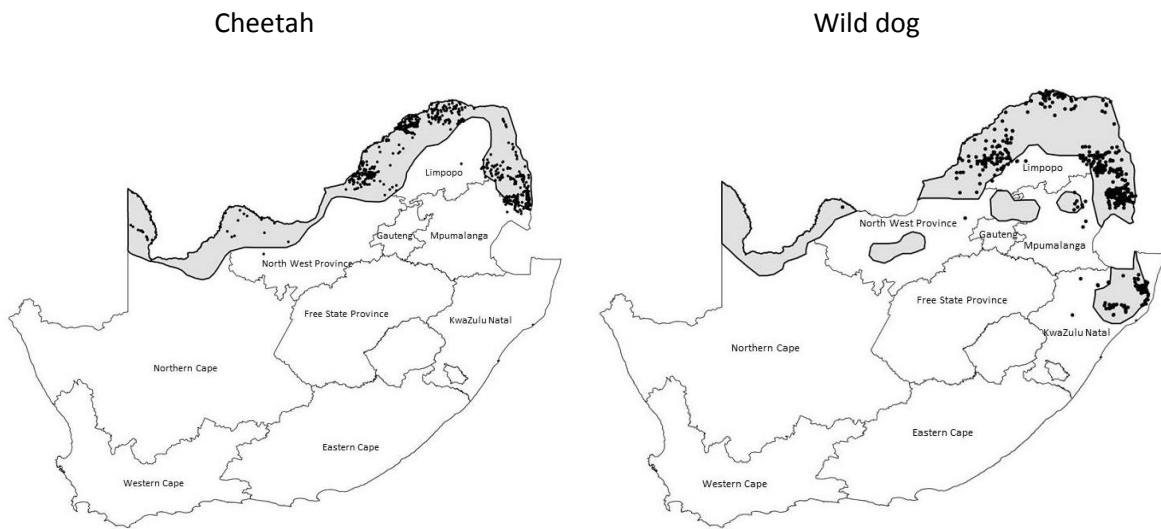 Cheetah
Limpopo
Gauteng
Mpumalanga
North West Province
Free State Province
KwaZulu Natal
Northern Cape
Eastern Cape
Western Cape
Wild dog
Limpopo
North West Province
Gauteng
Mpumalanga
Free State Province
KwaZulu Natal
Northern Cape
Eastern Cape
Western Cape